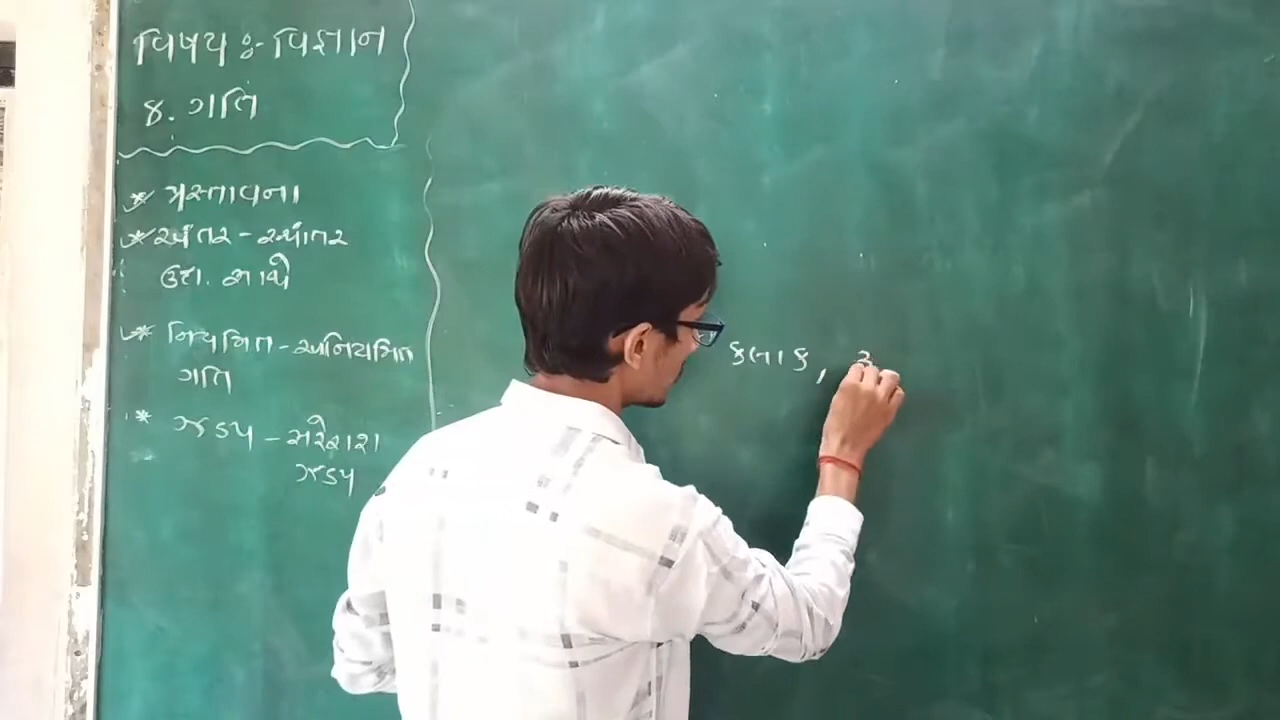 વિષય :- વિજ્ઞાન
૪. ગતિ
* પ્રસ્તાવના
* અંતર - સ્થાંતર
ઉદા. સાથે
* નિયમિત - અનિયમિત
ગતિ
* ઝડપ - સરેરાશ
ઝડપ
કલાક,